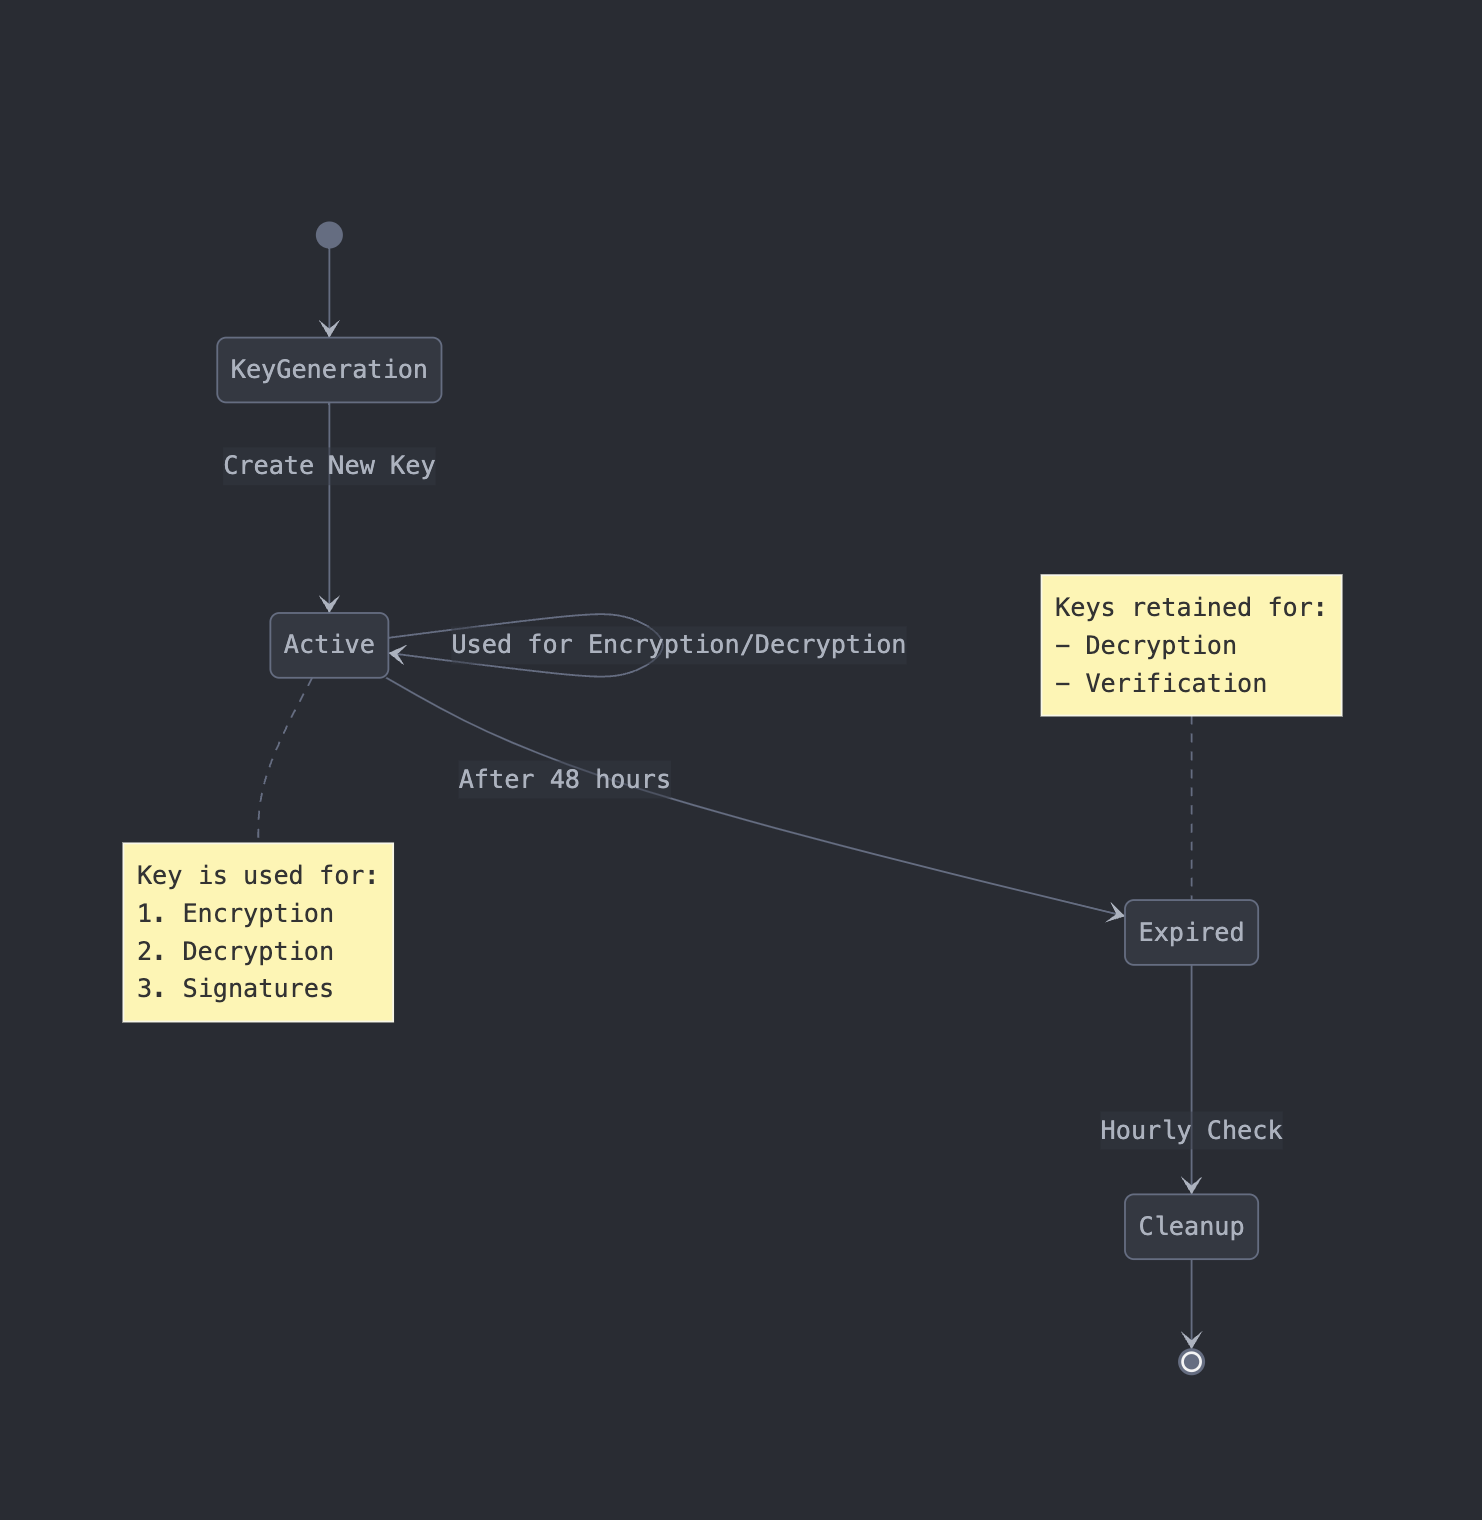 KeyGeneration
Create New Key
Active
Used for Encryption/Decryption
Keys retained for:
- Decryption
- Verification
After 48 hours
Key is used for:
1. Encryption
2. Decryption
3. Signatures
Expired
Hourly Check
Cleanup